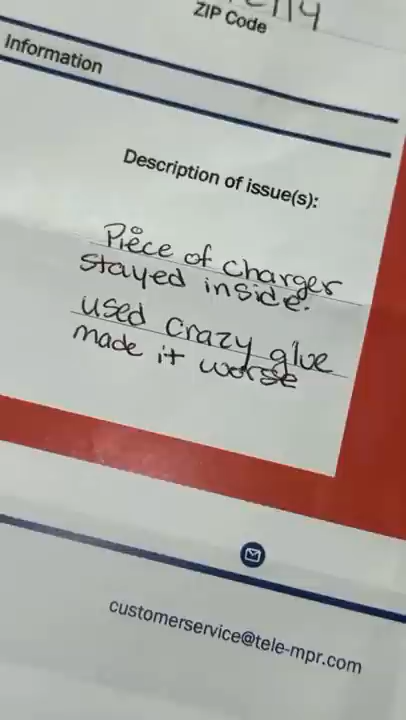 ZIP Code
Information
Description of issue(s):
Piece of charger
stayed inside.
used crazy glue
made it worse
customerservice@tele-mpr.com